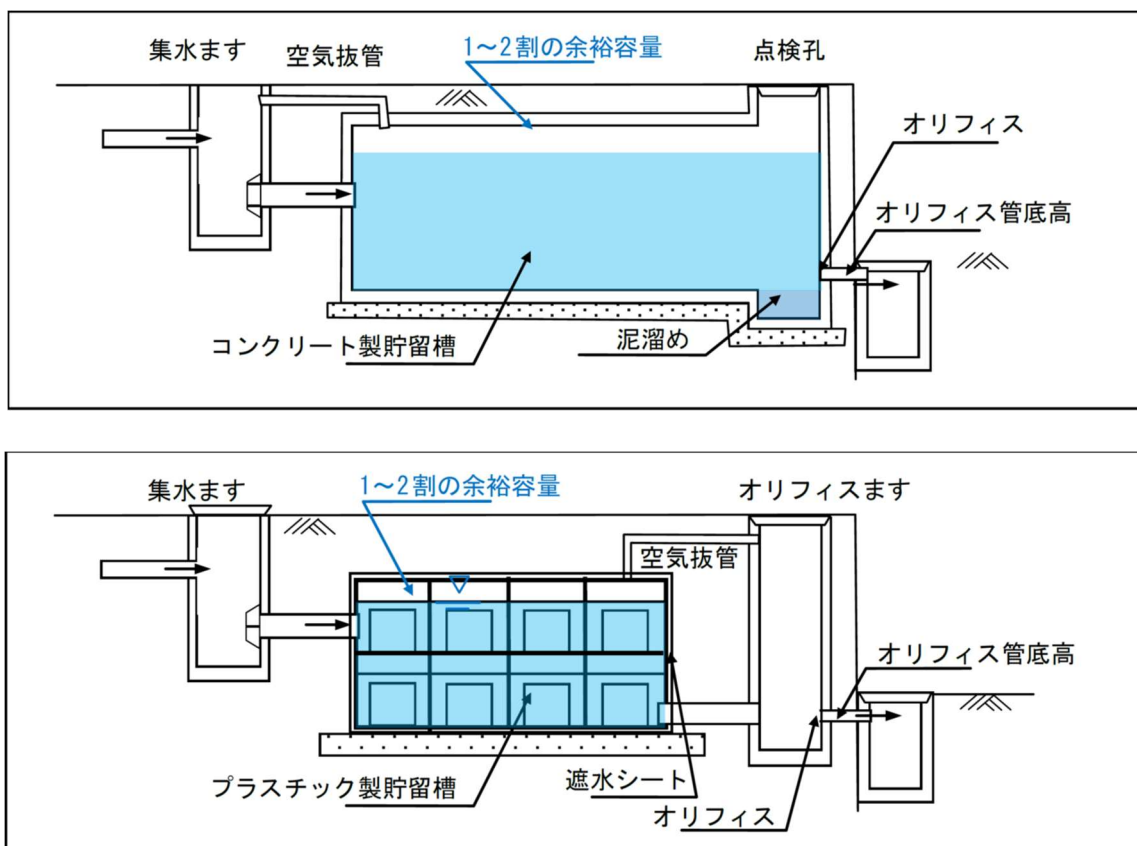 集水ます
空気抜管
1～2割の余裕容量
点検孔
オリフィス
オリフィス管底高
コンクリート製貯留槽
泥溜め
集水ます
1～2割の余裕容量
オリフィスます
空気抜管
オリフィス管底高
プラスチック製貯留槽
遮水シート
オリフィス